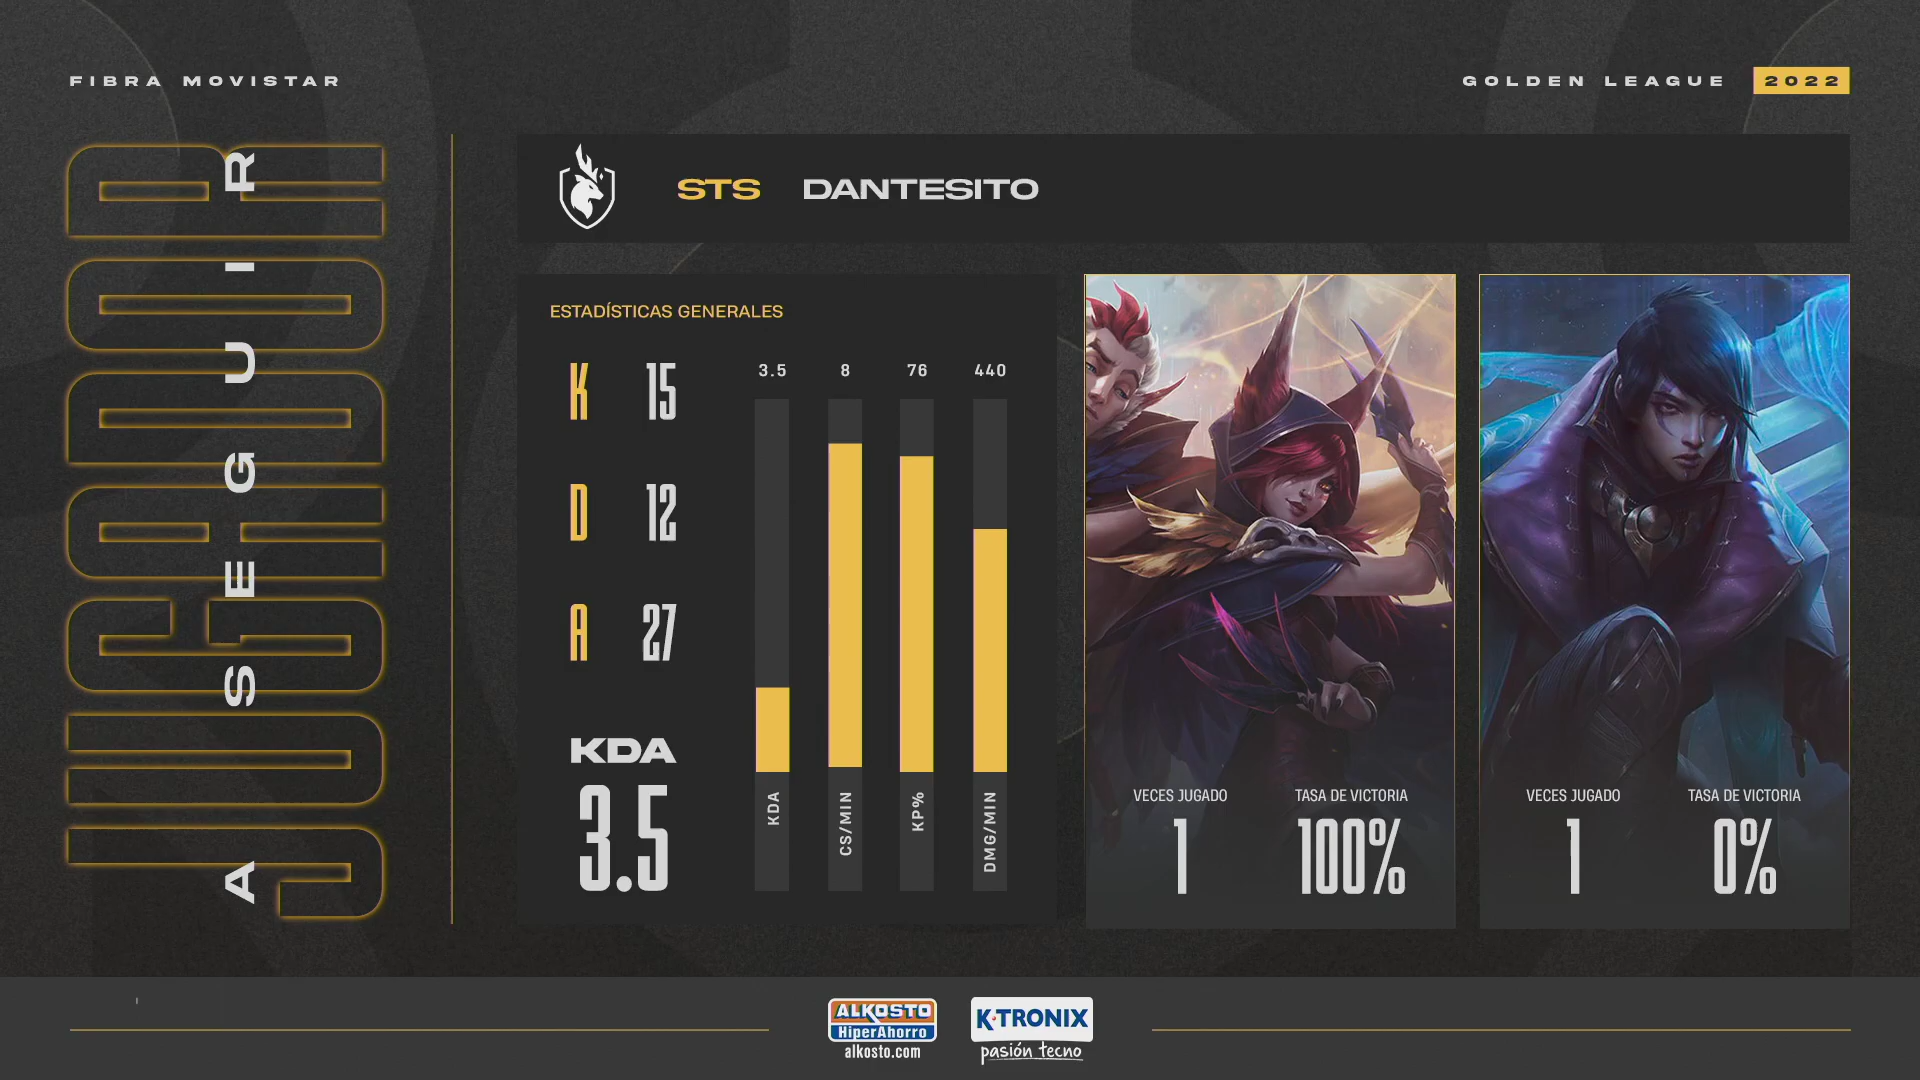 FIBRA MOVISTAR
GOLDEN LEAGUE 2022
JUGADOR
A SEGUIR
STS DANTESITO
ESTADÍSTICAS GENERALES
K 15
D 12
A 27
KDA
3.5
3.5 8 76 440
KDA CS/MIN KP% DMG/MIN
VECES JUGADO TASA DE VICTORIA
1 100%
VECES JUGADO TASA DE VICTORIA
1 0%
ALKOSTO
HiperAhorro
alkosto.com
K-TRONIX
pasión tecno